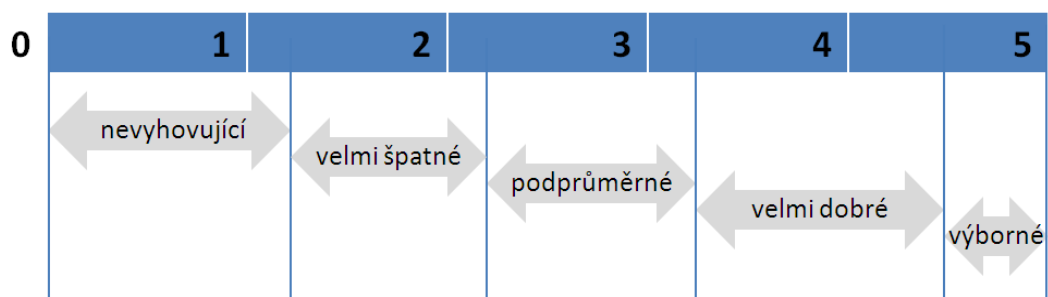 0 1 2 3 4 5
nevyhovující
velmi špatné
podprůměrné
velmi dobré
výborné